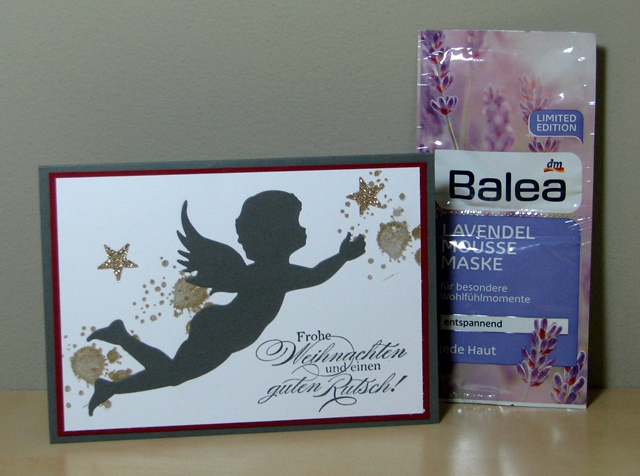 Frohe
Weihnachten
und einen
guten Rutsch!
LIMITED
EDITION
dm
Balea
LAVENDEL
MOUSSE
MASKE
für besondere
wohlfühlmomente
entspannend
jede Haut